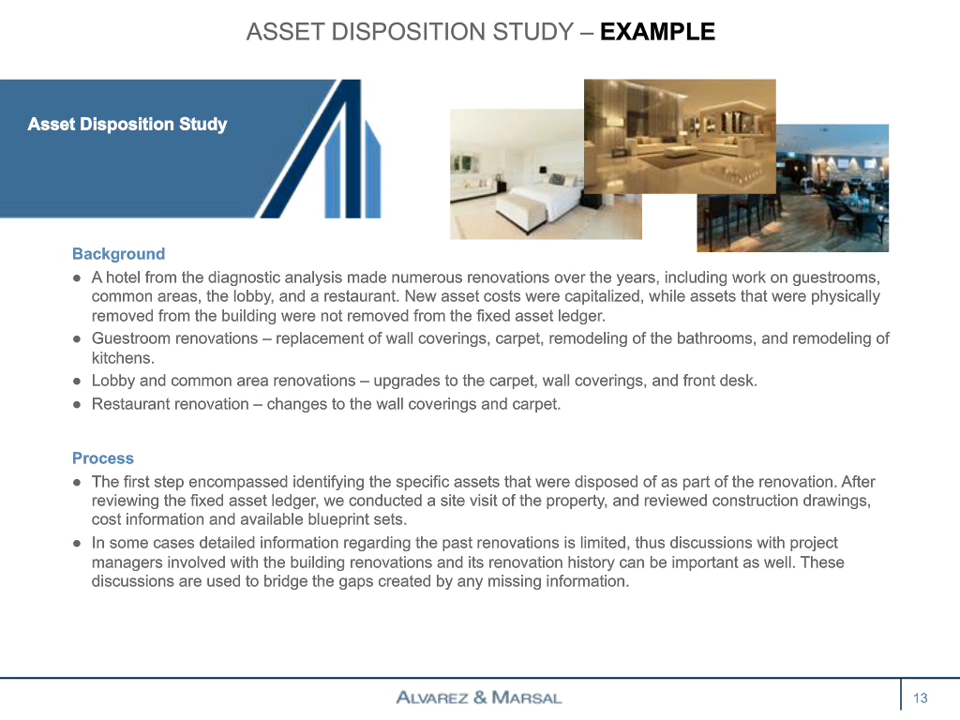 ASSET DISPOSITION STUDY – EXAMPLE
Asset Disposition Study
Background
● A hotel from the diagnostic analysis made numerous renovations over the years, including work on guestrooms,
common areas, the lobby, and a restaurant. New asset costs were capitalized, while assets that were physically
removed from the building were not removed from the fixed asset ledger.
● Guestroom renovations – replacement of wall coverings, carpet, remodeling of the bathrooms, and remodeling of
kitchens.
● Lobby and common area renovations – upgrades to the carpet, wall coverings, and front desk.
● Restaurant renovation – changes to the wall coverings and carpet.
Process
● The first step encompassed identifying the specific assets that were disposed of as part of the renovation. After
reviewing the fixed asset ledger, we conducted a site visit of the property, and reviewed construction drawings,
cost information and available blueprint sets.
● In some cases detailed information regarding the past renovations is limited, thus discussions with project
managers involved with the building renovations and its renovation history can be important as well. These
discussions are used to bridge the gaps created by any missing information.
ALVAREZ & MARSAL
13